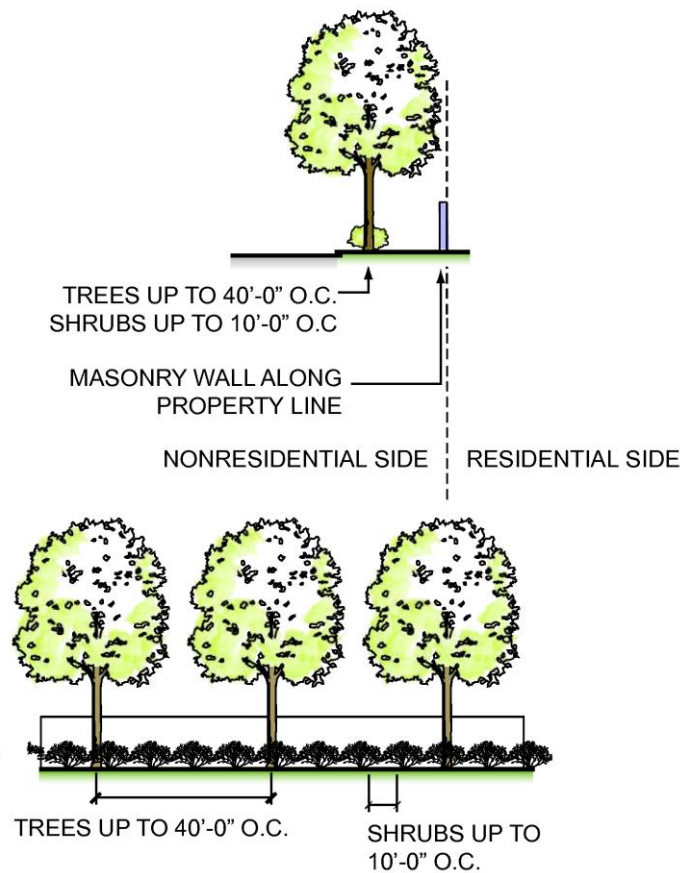 TREES UP TO 40'-0” O.C.
SHRUBS UP TO 10'-0” O.C
MASONRY WALL ALONG
PROPERTY LINE
NONRESIDENTIAL SIDE
RESIDENTIAL SIDE
TREES UP TO 40'-0” O.C.
SHRUBS UP TO
10'-0” O.C.